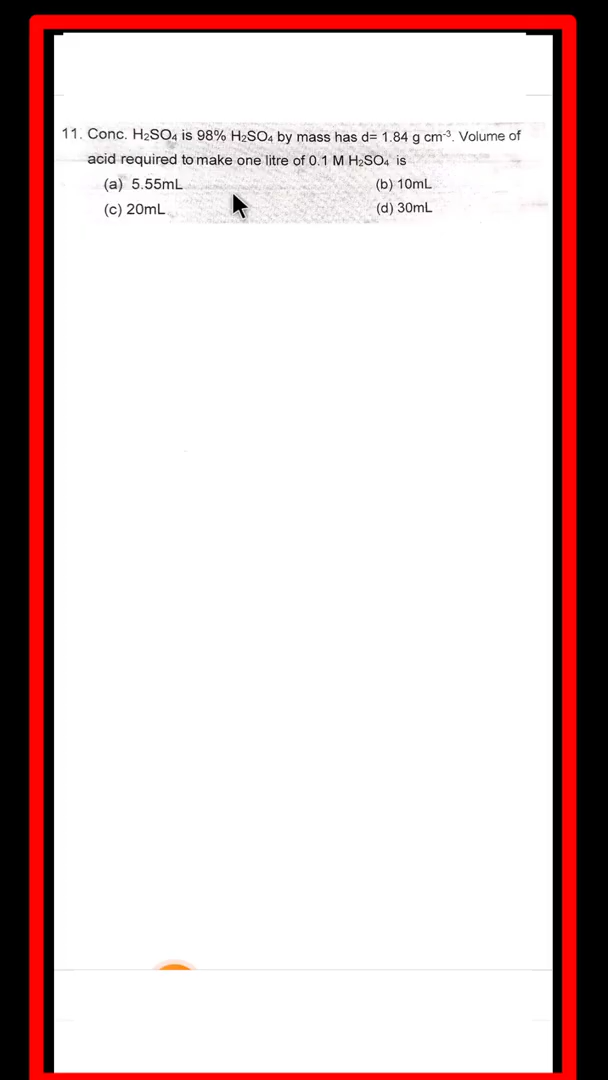 11. Conc. H₂SO₄ is 98% H₂SO₄ by mass has d= 1.84 g cm⁻³. Volume of
acid required to make one litre of 0.1 M H₂SO₄ is
(a) 5.55mL (b) 10mL
(c) 20mL (d) 30mL